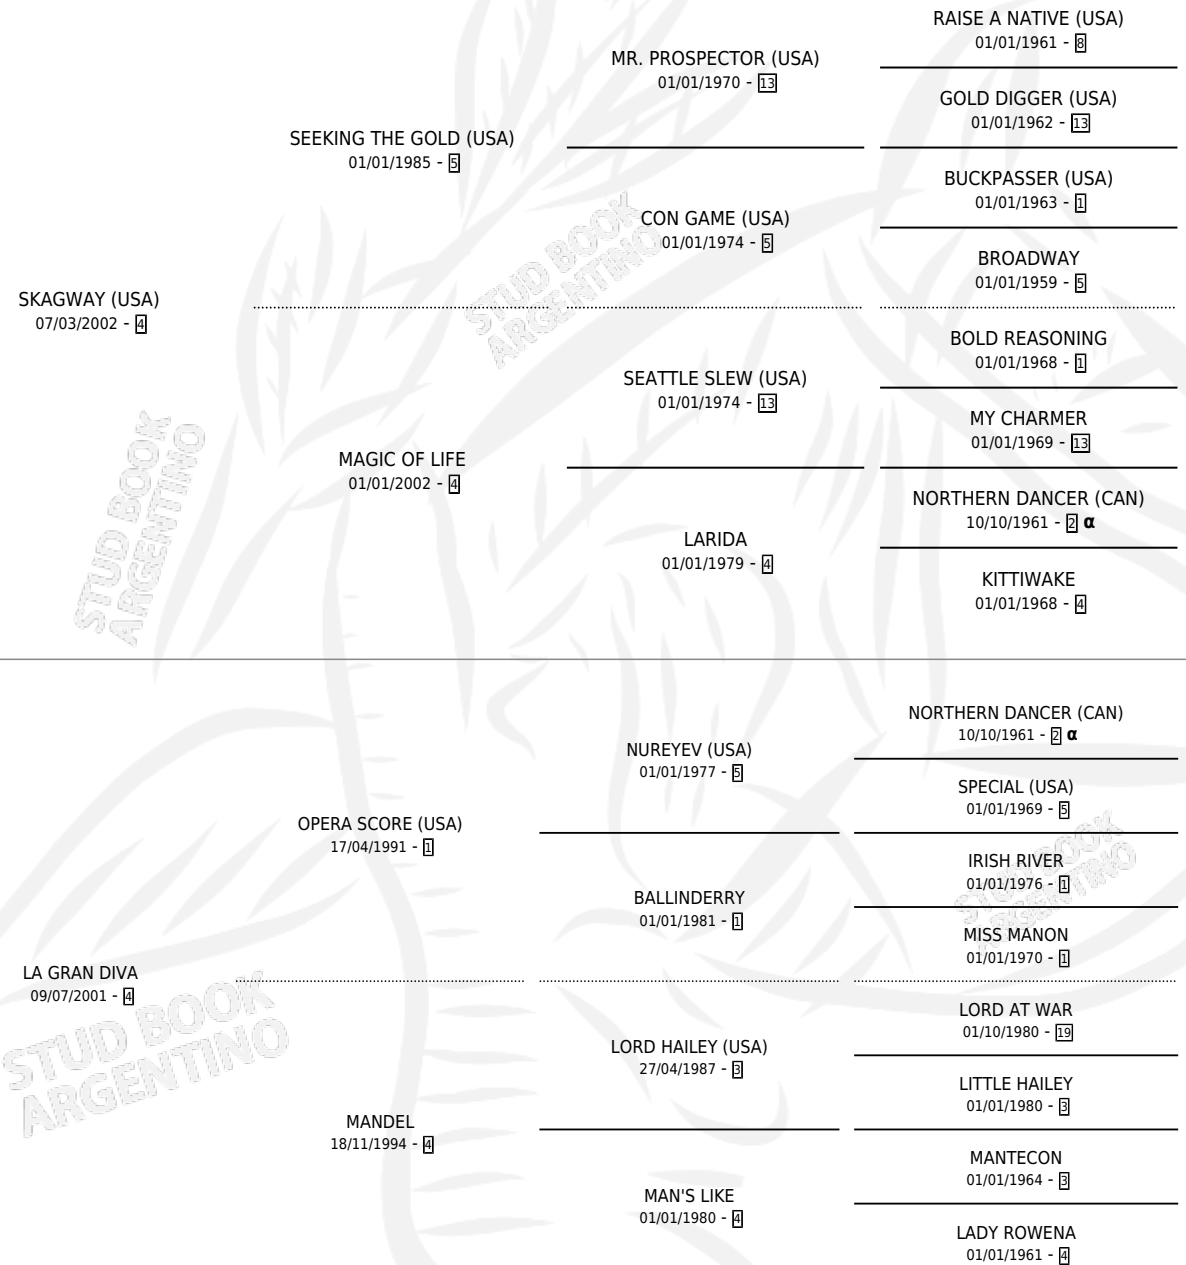 RAISE A NATIVE (USA)
01/01/1961 - 8
MR. PROSPECTOR (USA)
01/01/1970 - 13
GOLD DIGGER (USA)
01/01/1962 - 13
SEEKING THE GOLD (USA)
01/01/1985 - 5
BUCKPASSER (USA)
01/01/1963 - 1
CON GAME (USA)
01/01/1974 - 5
BROADWAY
01/01/1959 - 5
SKAGWAY (USA)
07/03/2002 - 4
BOLD REASONING
01/01/1968 - 1
SEATTLE SLEW (USA)
01/01/1974 - 13
MY CHARMER
01/01/1969 - 13
MAGIC OF LIFE
01/01/2002 - 4
NORTHERN DANCER (CAN)
10/10/1961 - 2 α
LARIDA
01/01/1979 - 4
KITTIWAKE
01/01/1968 - 4
NORTHERN DANCER (CAN)
10/10/1961 - 2 α
NUREYEV (USA)
01/01/1977 - 5
SPECIAL (USA)
01/01/1969 - 5
OPERA SCORE (USA)
17/04/1991 - 1
IRISH RIVER
01/01/1976 - 1
BALLINDERRY
01/01/1981 - 1
MISS MANON
01/01/1970 - 1
LA GRAN DIVA
09/07/2001 - 4
LORD AT WAR
01/10/1980 - 19
LORD HAILEY (USA)
27/04/1987 - 3
LITTLE HAILEY
01/01/1980 - 3
MANDEL
18/11/1994 - 4
MANTECON
01/01/1964 - 3
MAN'S LIKE
01/01/1980 - 4
LADY ROWENA
01/01/1961 - 4
STUD BOOK
ARGENTINO
STUD BOOK
ARGENTINO
STUD BOOK
ARGENTINO
STUD BOOK
ARGENTINO